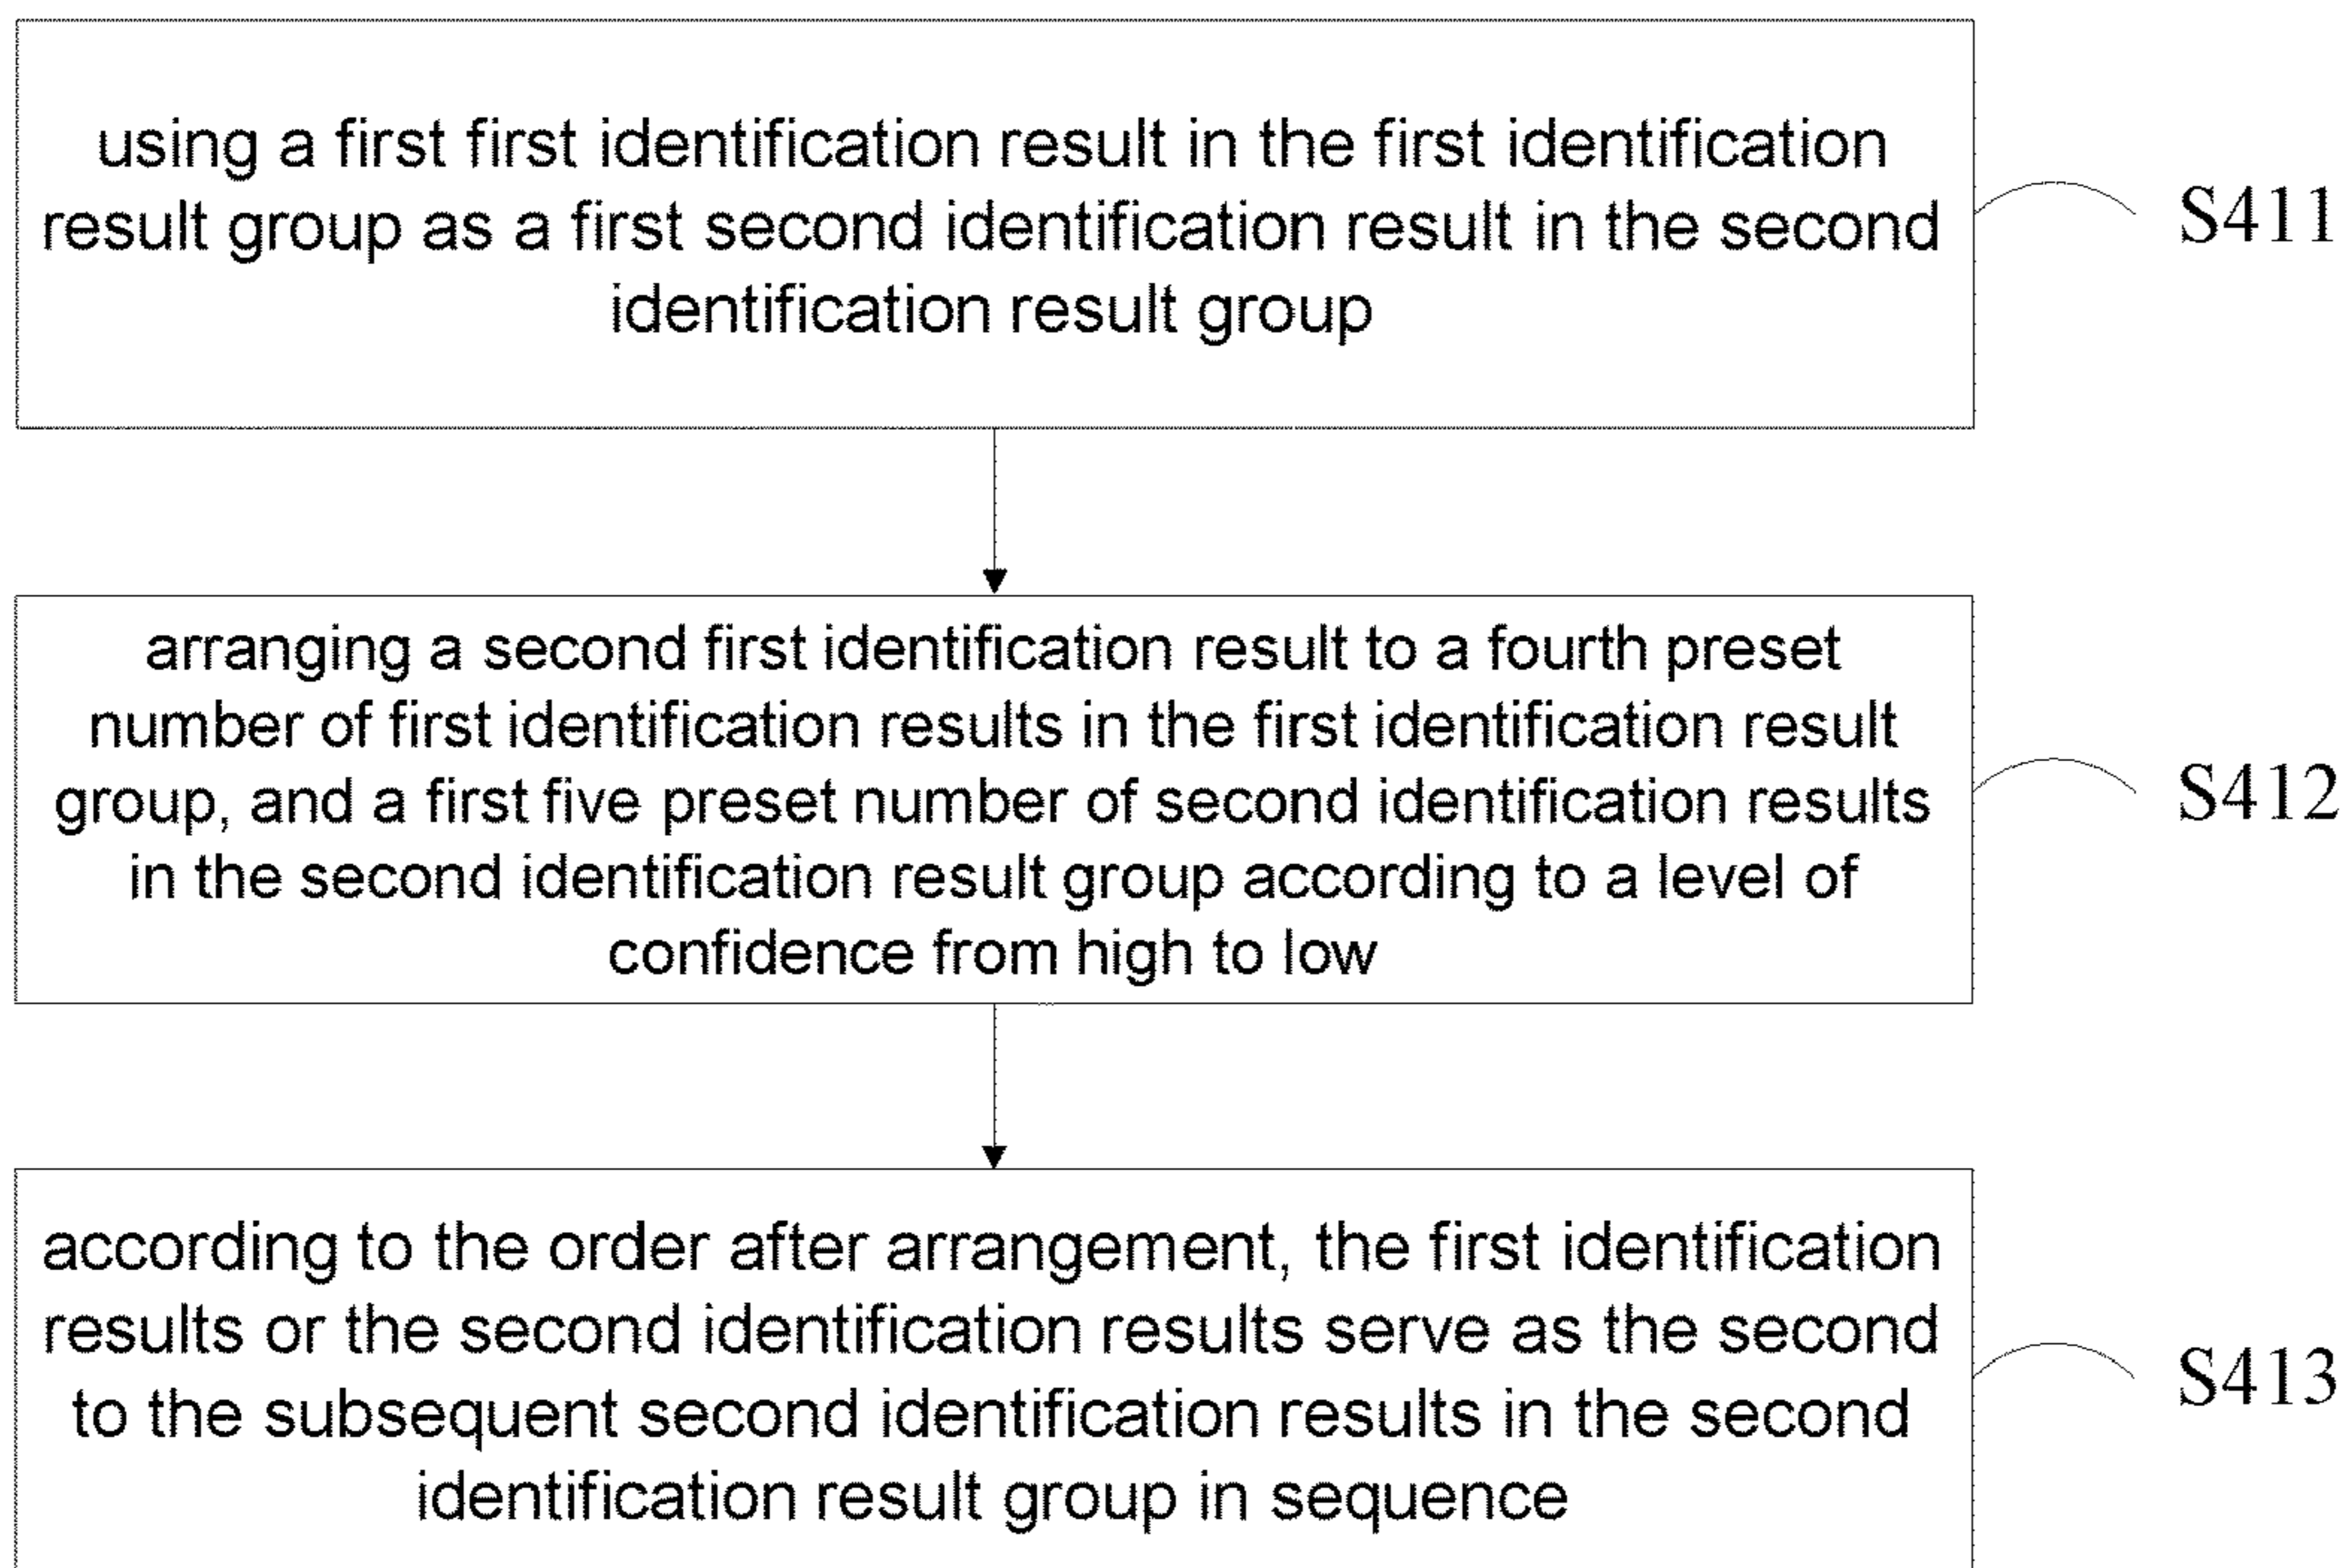 using a first first identification result in the first identification
result group as a first second identification result in the second
identification result group
S411
arranging a second first identification result to a fourth preset
number of first identification results in the first identification result
group, and a first five preset number of second identification results
in the second identification result group according to a level of
confidence from high to low
S412
according to the order after arrangement, the first identification
results or the second identification results serve as the second
to the subsequent second identification results in the second
identification result group in sequence
S413